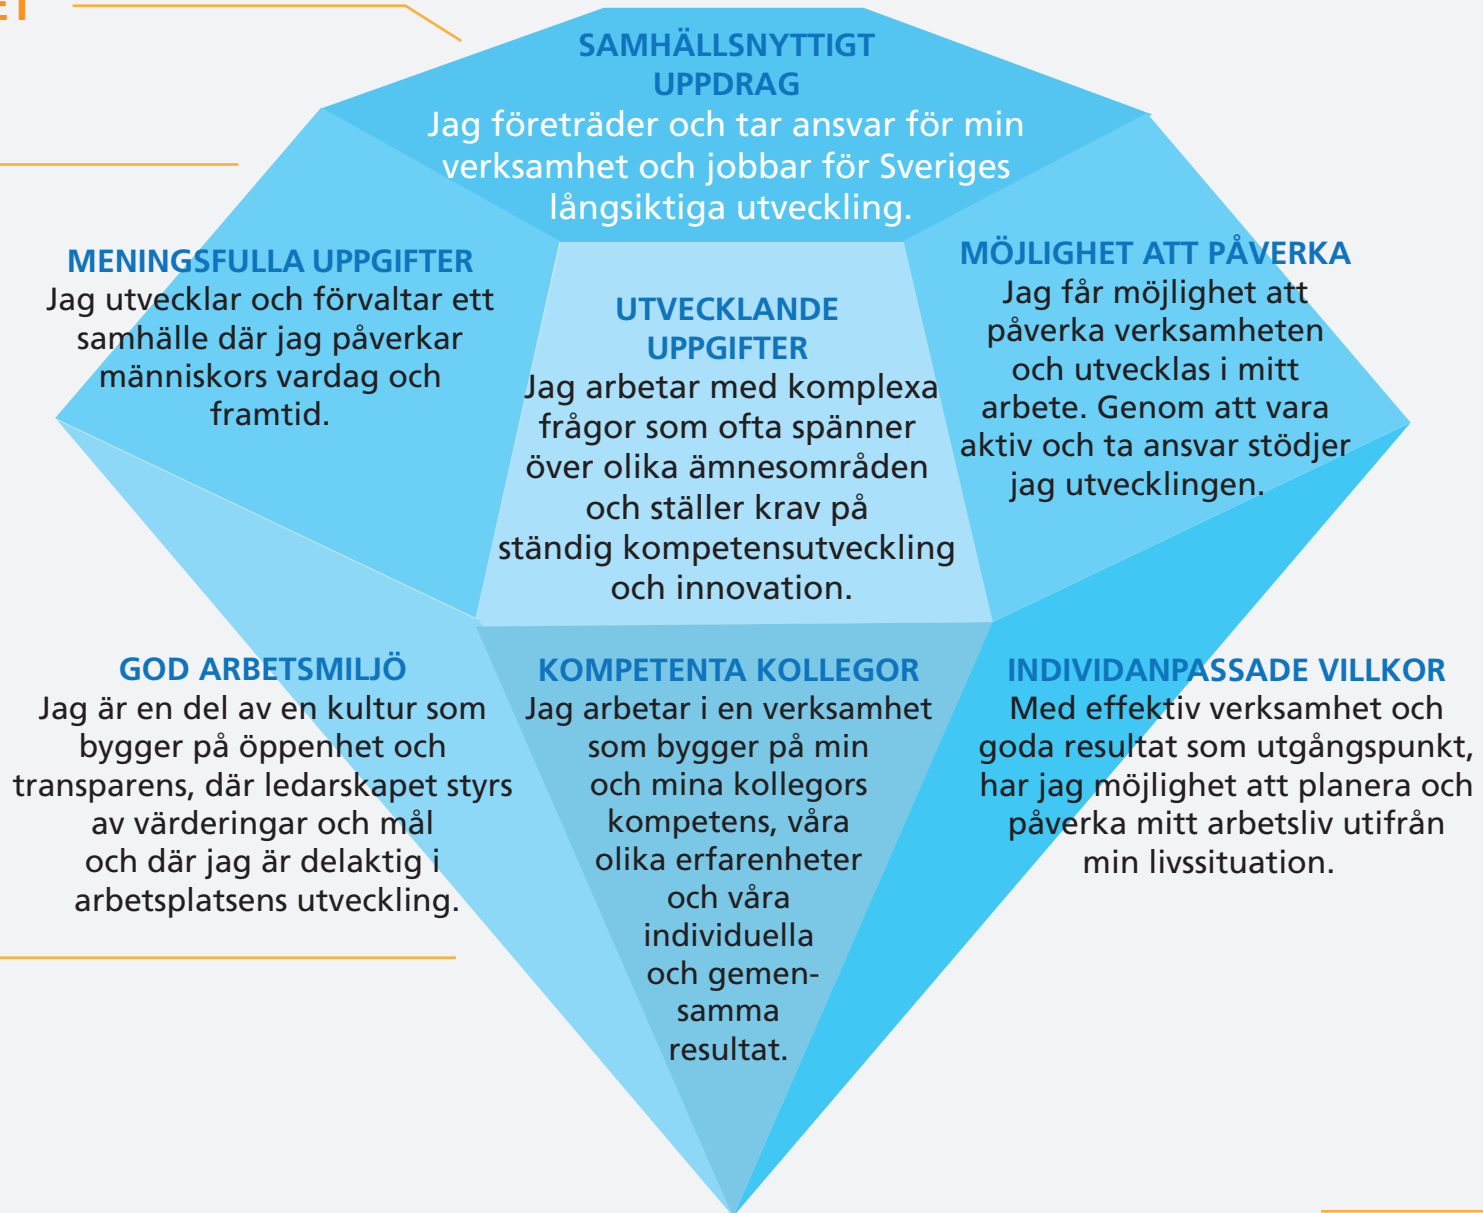 SAMHÄLLSNYTTIGT
UPPDRAG
Jag företräder och tar ansvar för min
verksamhet och jobbar för Sveriges
långsiktiga utveckling.
MENINGSFULLA UPPGIFTER
Jag utvecklar och förvaltar ett
samhälle där jag påverkar
människors vardag och
framtid.
UTVECKLANDE
UPPGIFTER
Jag arbetar med komplexa
frågor som ofta spänner
över olika ämnesområden
och ställer krav på
ständig kompetensutveckling
och innovation.
MÖJLIGHET ATT PÅVERKA
Jag får möjlighet att
påverka verksamheten
och utvecklas i mitt
arbete. Genom att vara
aktiv och ta ansvar stödjer
jag utvecklingen.
GOD ARBETSMILJÖ
Jag är en del av en kultur som
bygger på öppenhet och
transparens, där ledarskapet styrs
av värderingar och mål
och där jag är delaktig i
arbetsplatsens utveckling.
KOMPETENTA KOLLEGOR
Jag arbetar i en verksamhet
som bygger på min
och mina kollegors
kompetens, våra
olika erfarenheter
och våra
individuella
och gemen-
samma
resultat.
INDIVIDANPASSADE VILLKOR
Med effektiv verksamhet och
goda resultat som utgångspunkt,
har jag möjlighet att planera och
påverka mitt arbetsliv utifrån
min livssituation.